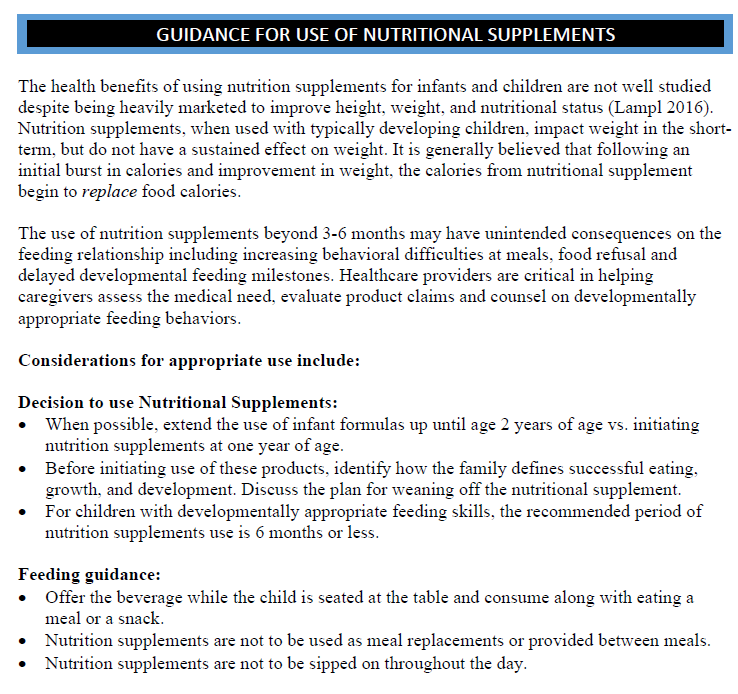 GUIDANCE FOR USE OF NUTRITIONAL SUPPLEMENTS
The health benefits of using nutrition supplements for infants and children are not well studied
despite being heavily marketed to improve height, weight, and nutritional status (Lampl 2016).
Nutrition supplements, when used with typically developing children, impact weight in the short-
term, but do not have a sustained effect on weight. It is generally believed that following an
initial burst in calories and improvement in weight, the calories from nutritional supplement
begin to replace food calories.
The use of nutrition supplements beyond 3-6 months may have unintended consequences on the
feeding relationship including increasing behavioral difficulties at meals, food refusal and
delayed developmental feeding milestones. Healthcare providers are critical in helping
caregivers assess the medical need, evaluate product claims and counsel on developmentally
appropriate feeding behaviors.
Considerations for appropriate use include:
Decision to use Nutritional Supplements:
• When possible, extend the use of infant formulas up until age 2 years of age vs. initiating
nutrition supplements at one year of age.
• Before initiating use of these products, identify how the family defines successful eating,
growth, and development. Discuss the plan for weaning off the nutritional supplement.
• For children with developmentally appropriate feeding skills, the recommended period of
nutrition supplements use is 6 months or less.
Feeding guidance:
• Offer the beverage while the child is seated at the table and consume along with eating a
meal or a snack.
• Nutrition supplements are not to be used as meal replacements or provided between meals.
• Nutrition supplements are not to be sipped on throughout the day.